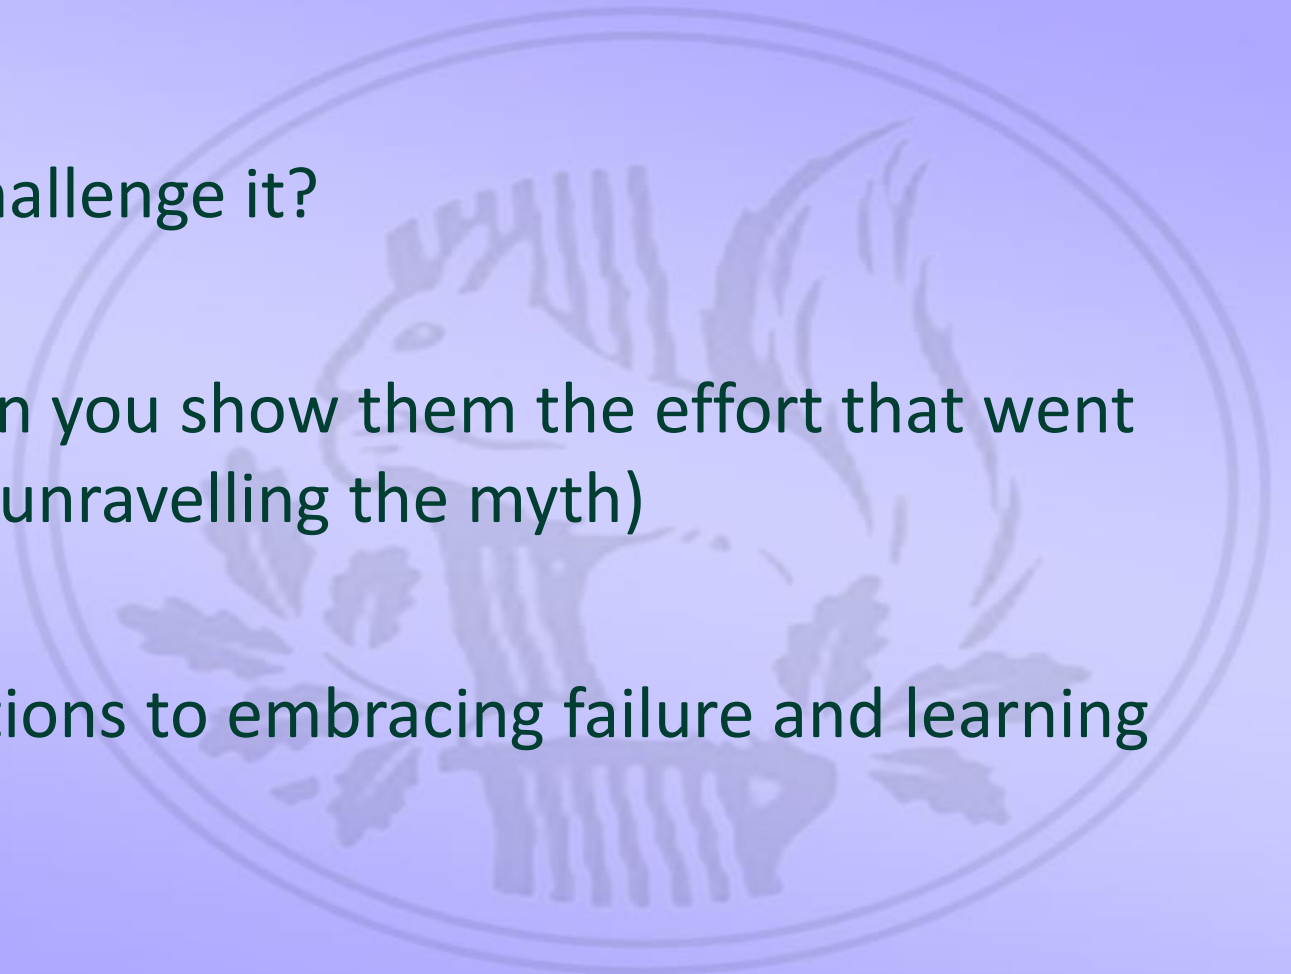 hallenge it?
n you show them the effort that went
unravelling the myth)
tions to embracing failure and learning